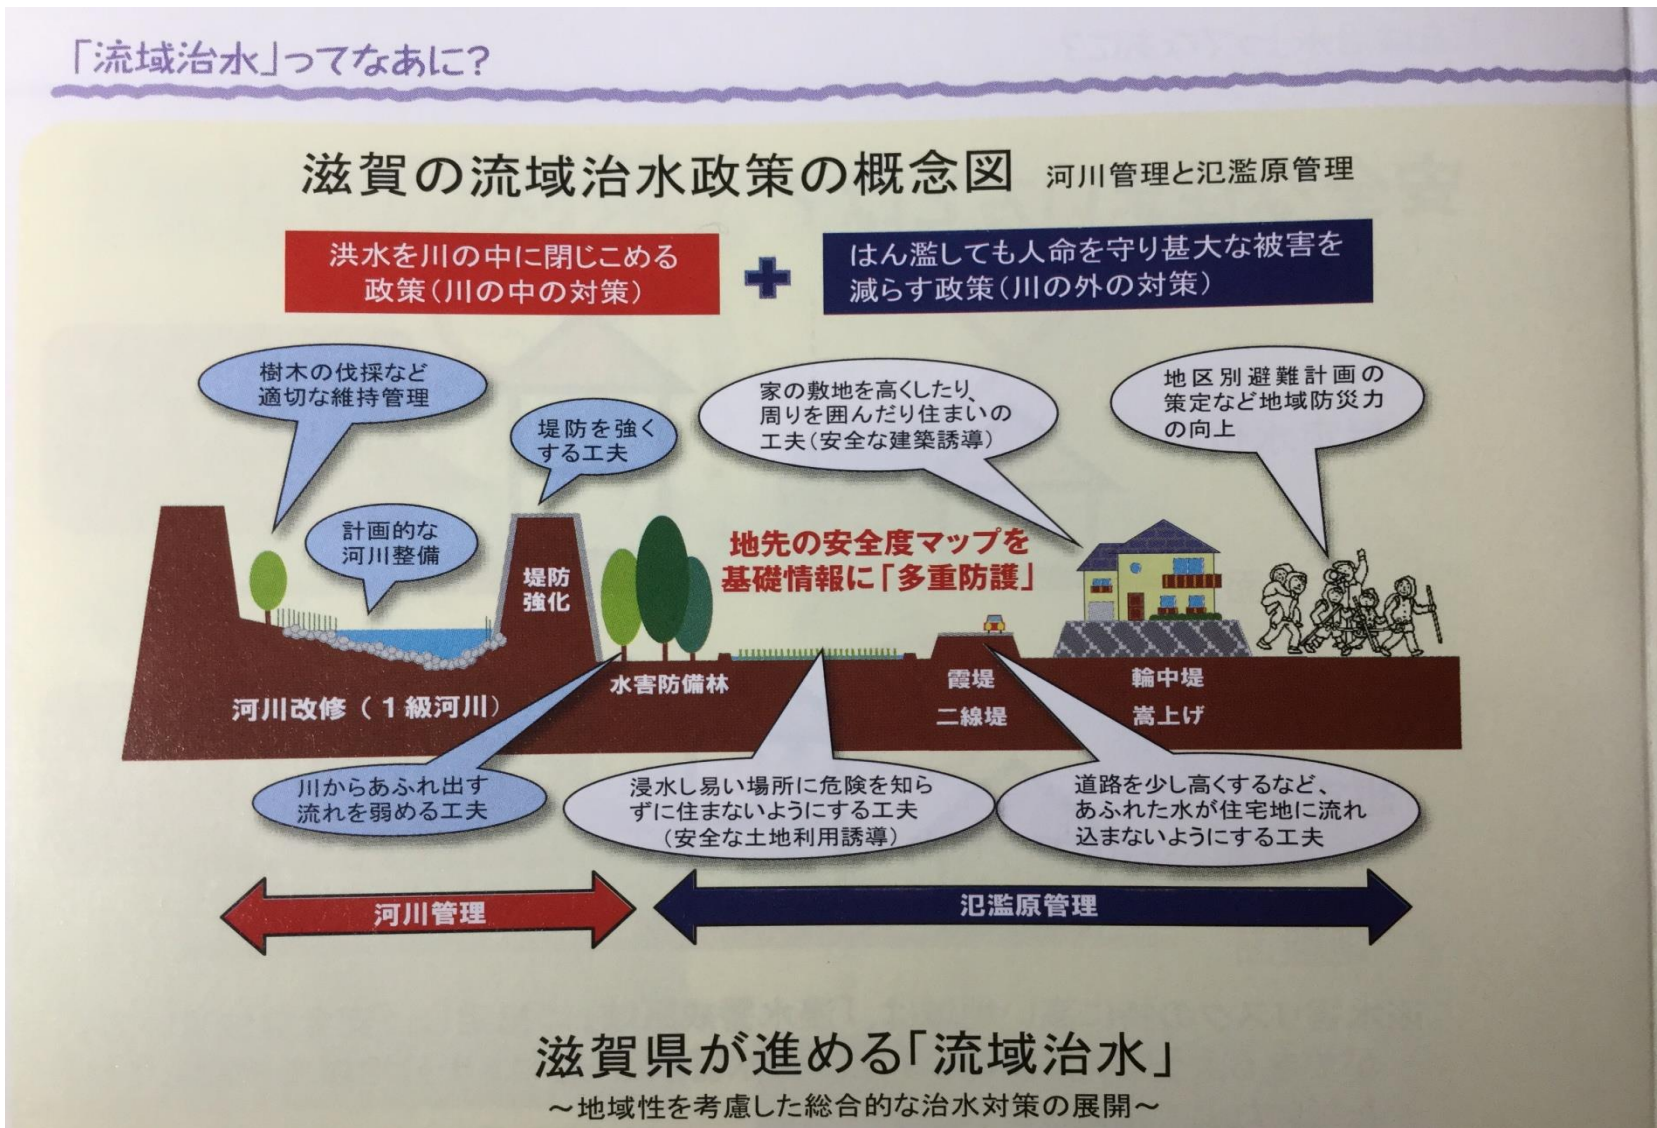 「流域治水」ってなあに?
滋賀の流域治水政策の概念図 河川管理と氾濫原管理
洪水を川の中に閉じこめる
政策(川の中の対策)
はん濫しても人命を守り甚大な被害を
減らす政策(川の外の対策)
樹木の伐採など
適切な維持管理
堤防を強く
する工夫
家の敷地を高くしたり、
周りを囲んだり住まいの
工夫(安全な建築誘導)
地区別避難計画の
策定など地域防災力
の向上
計画的な
河川整備
地先の安全度マップを
基礎情報に「多重防護」
堤防
強化
河川改修(1級河川)
水害防備林
霞堤
二線堤
輪中堤
嵩上げ
川からあふれ出す
流れを弱める工夫
浸水し易い場所に危険を知ら
ずに住まないようにする工夫
(安全な土地利用誘導)
道路を少し高くするなど、
あふれた水が住宅地に流れ
込まないようにする工夫
河川管理
氾濫原管理
滋賀県が進める「流域治水」
~地域性を考慮した総合的な治水対策の展開~